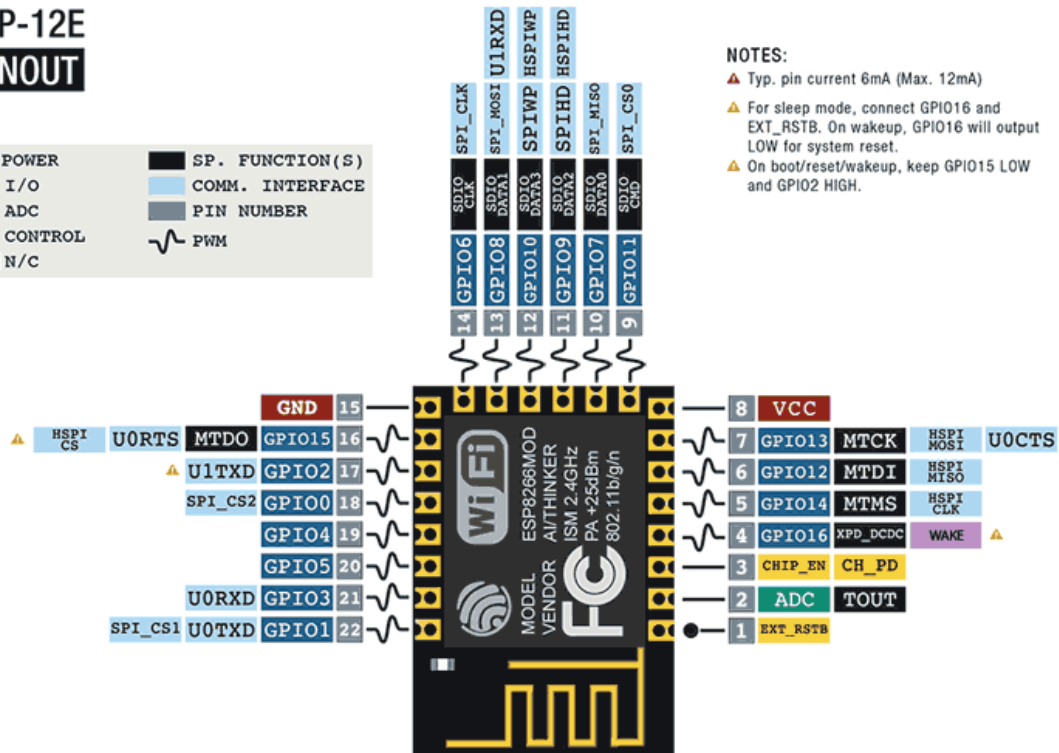 P-12E
NOUT
POWER
I/O
ADC
CONTROL
N/C
SP. FUNCTION(S)
COMM. INTERFACE
PIN NUMBER
PWM
NOTES:
Typ. pin current 6mA (Max. 12mA)
For sleep mode, connect GPIO16 and
EXT_RSTB. On wakeup, GPIO16 will output
LOW for system reset.
On boot/reset/wakeup, keep GPIO15 LOW
and GPIO2 HIGH.
SPI_CLK
SDIO
CLK
GPIO6
14
U1RXD
SPI_MOSI
SDIO
DATA1
GPIO8
13
HSPIWP
SPIWP
SDIO
DATA3
GPIO10
12
HSPIHD
SPIHD
SDIO
DATA2
GPIO9
11
SPI_MISO
SDIO
DATA0
GPIO7
10
SPI_CS0
SDIO
CMD
GPIO11
9
GND 15
HSPI
CS
U0RTS MTDO GPIO15 16
U1TXD GPIO2 17
SPI_CS2 GPIO0 18
GPIO4 19
GPIO5 20
U0RXD GPIO3 21
SPI_CS1 U0TXD GPIO1 22
WiFi
MODEL
VENDOR
FC
ESP8266MOD
AI/THINKER
ISM 2.4GHz
PA +25dBm
802.11b/g/n
8 VCC
7 GPIO13 MTCK
HSPI
MOSI
U0CTS
6 GPIO12 MTDI
HSPI
MISO
5 GPIO14 MTMS
HSPI
CLK
4 GPIO16 XPD_DCDC WAKE
3 CHIP_EN CH_PD
2 ADC TOUT
1 EXT_RSTB